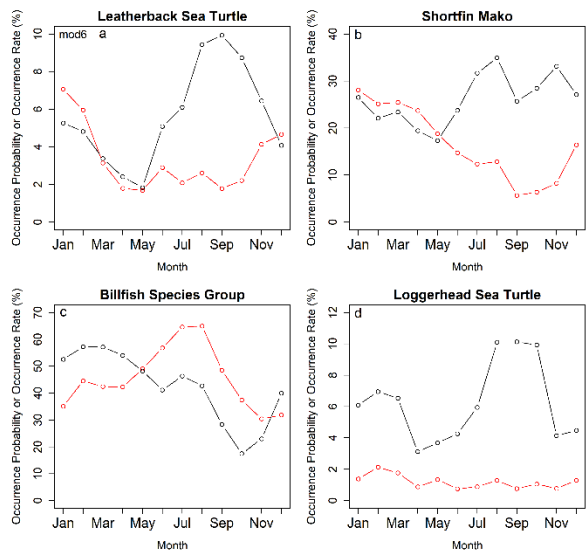 Leatherback Sea Turtle
mod6 a
Occurrence Probability or Occurrence Rate (%)
10
8
6
4
2
0
Jan Mar May Jul Sep Nov
Month
Shortfin Mako
b
Occurrence Probability or Occurrence Rate (%)
40
30
20
10
0
Jan Mar May Jul Sep Nov
Month
Billfish Species Group
c
Occurrence Probability or Occurrence Rate (%)
70
60
50
40
30
20
10
0
Jan Mar May Jul Sep Nov
Month
Loggerhead Sea Turtle
d
Occurrence Probability or Occurrence Rate (%)
12
10
8
6
4
2
0
Jan Mar May Jul Sep Nov
Month